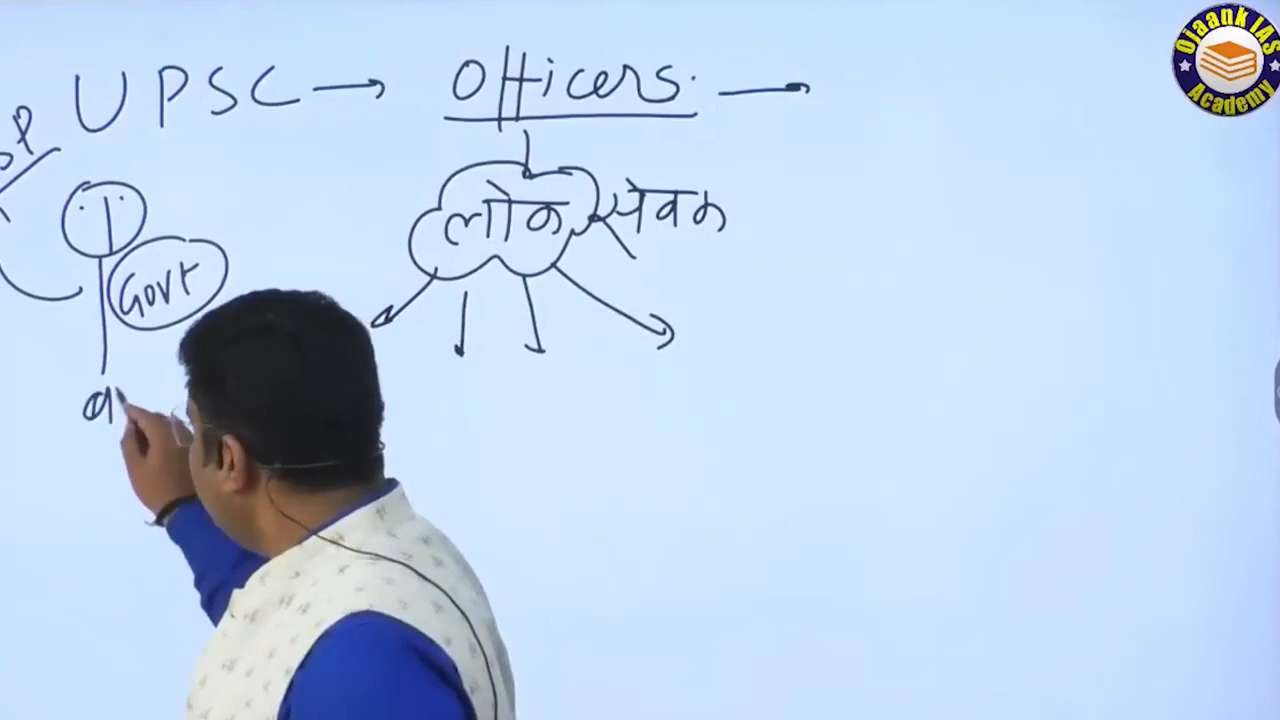 UPSC → Officers. →
लोक सेवक
Govt
Ojaank IAS
Academy